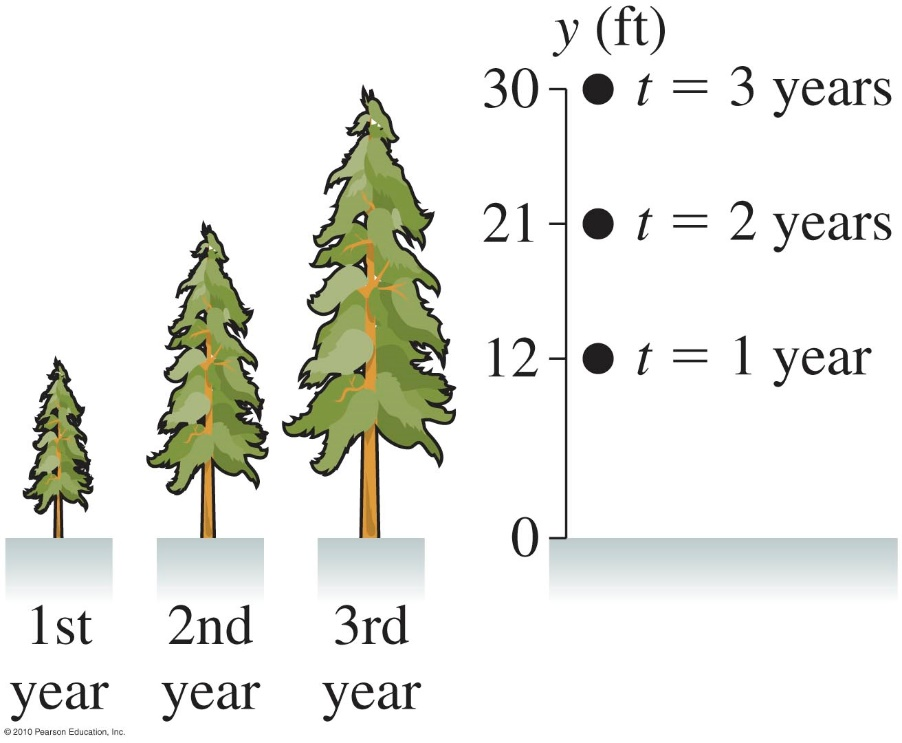 y (ft)
30 t = 3 years
21 t = 2 years
12 t = 1 year
0
1st year
2nd year
3rd year
© 2010 Pearson Education, Inc.